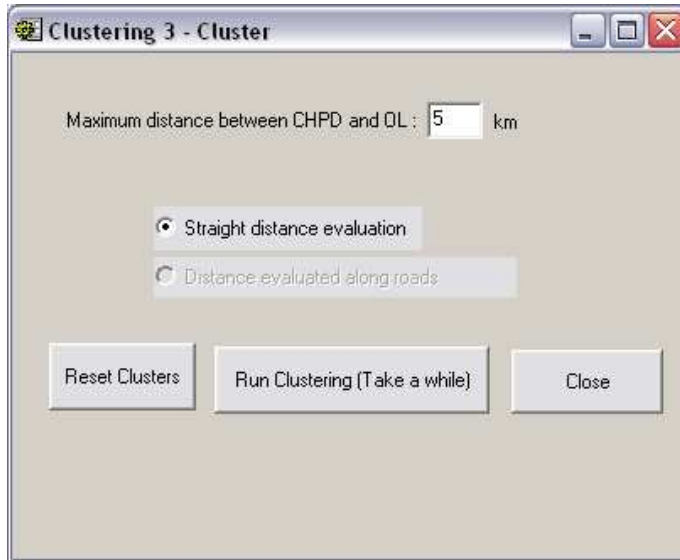 Clustering 3 - Cluster
Maximum distance between CHPD and OL : 5 km
Straight distance evaluation
Distance evaluated along roads
Reset Clusters
Run Clustering (Take a while)
Close